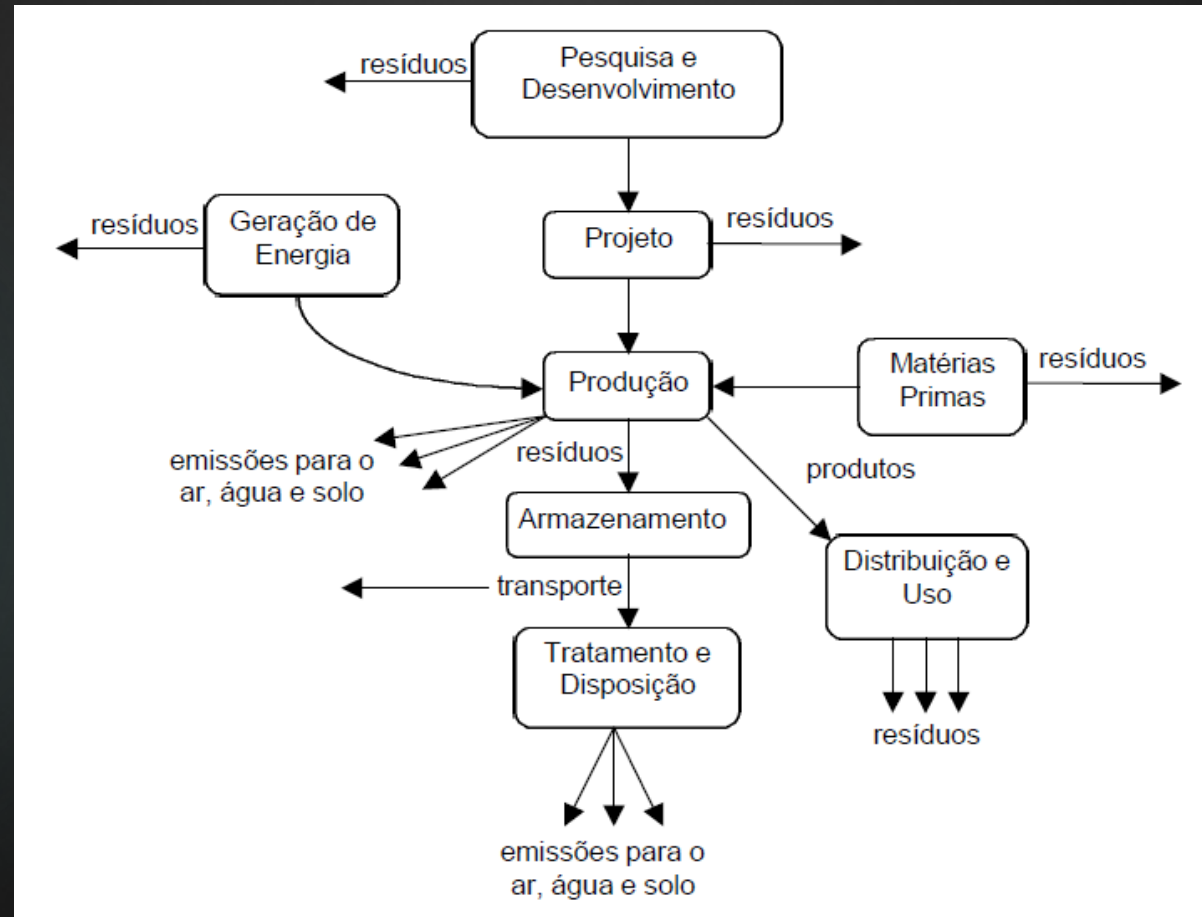 resíduos
Pesquisa e
Desenvolvimento
resíduos
Geração de
Energia
Projeto
resíduos
Produção
Matérias
Primas
resíduos
emissões para o
ar, água e solo
resíduos
produtos
Armazenamento
Distribuição e
Uso
transporte
Tratamento e
Disposição
resíduos
emissões para o
ar, água e solo